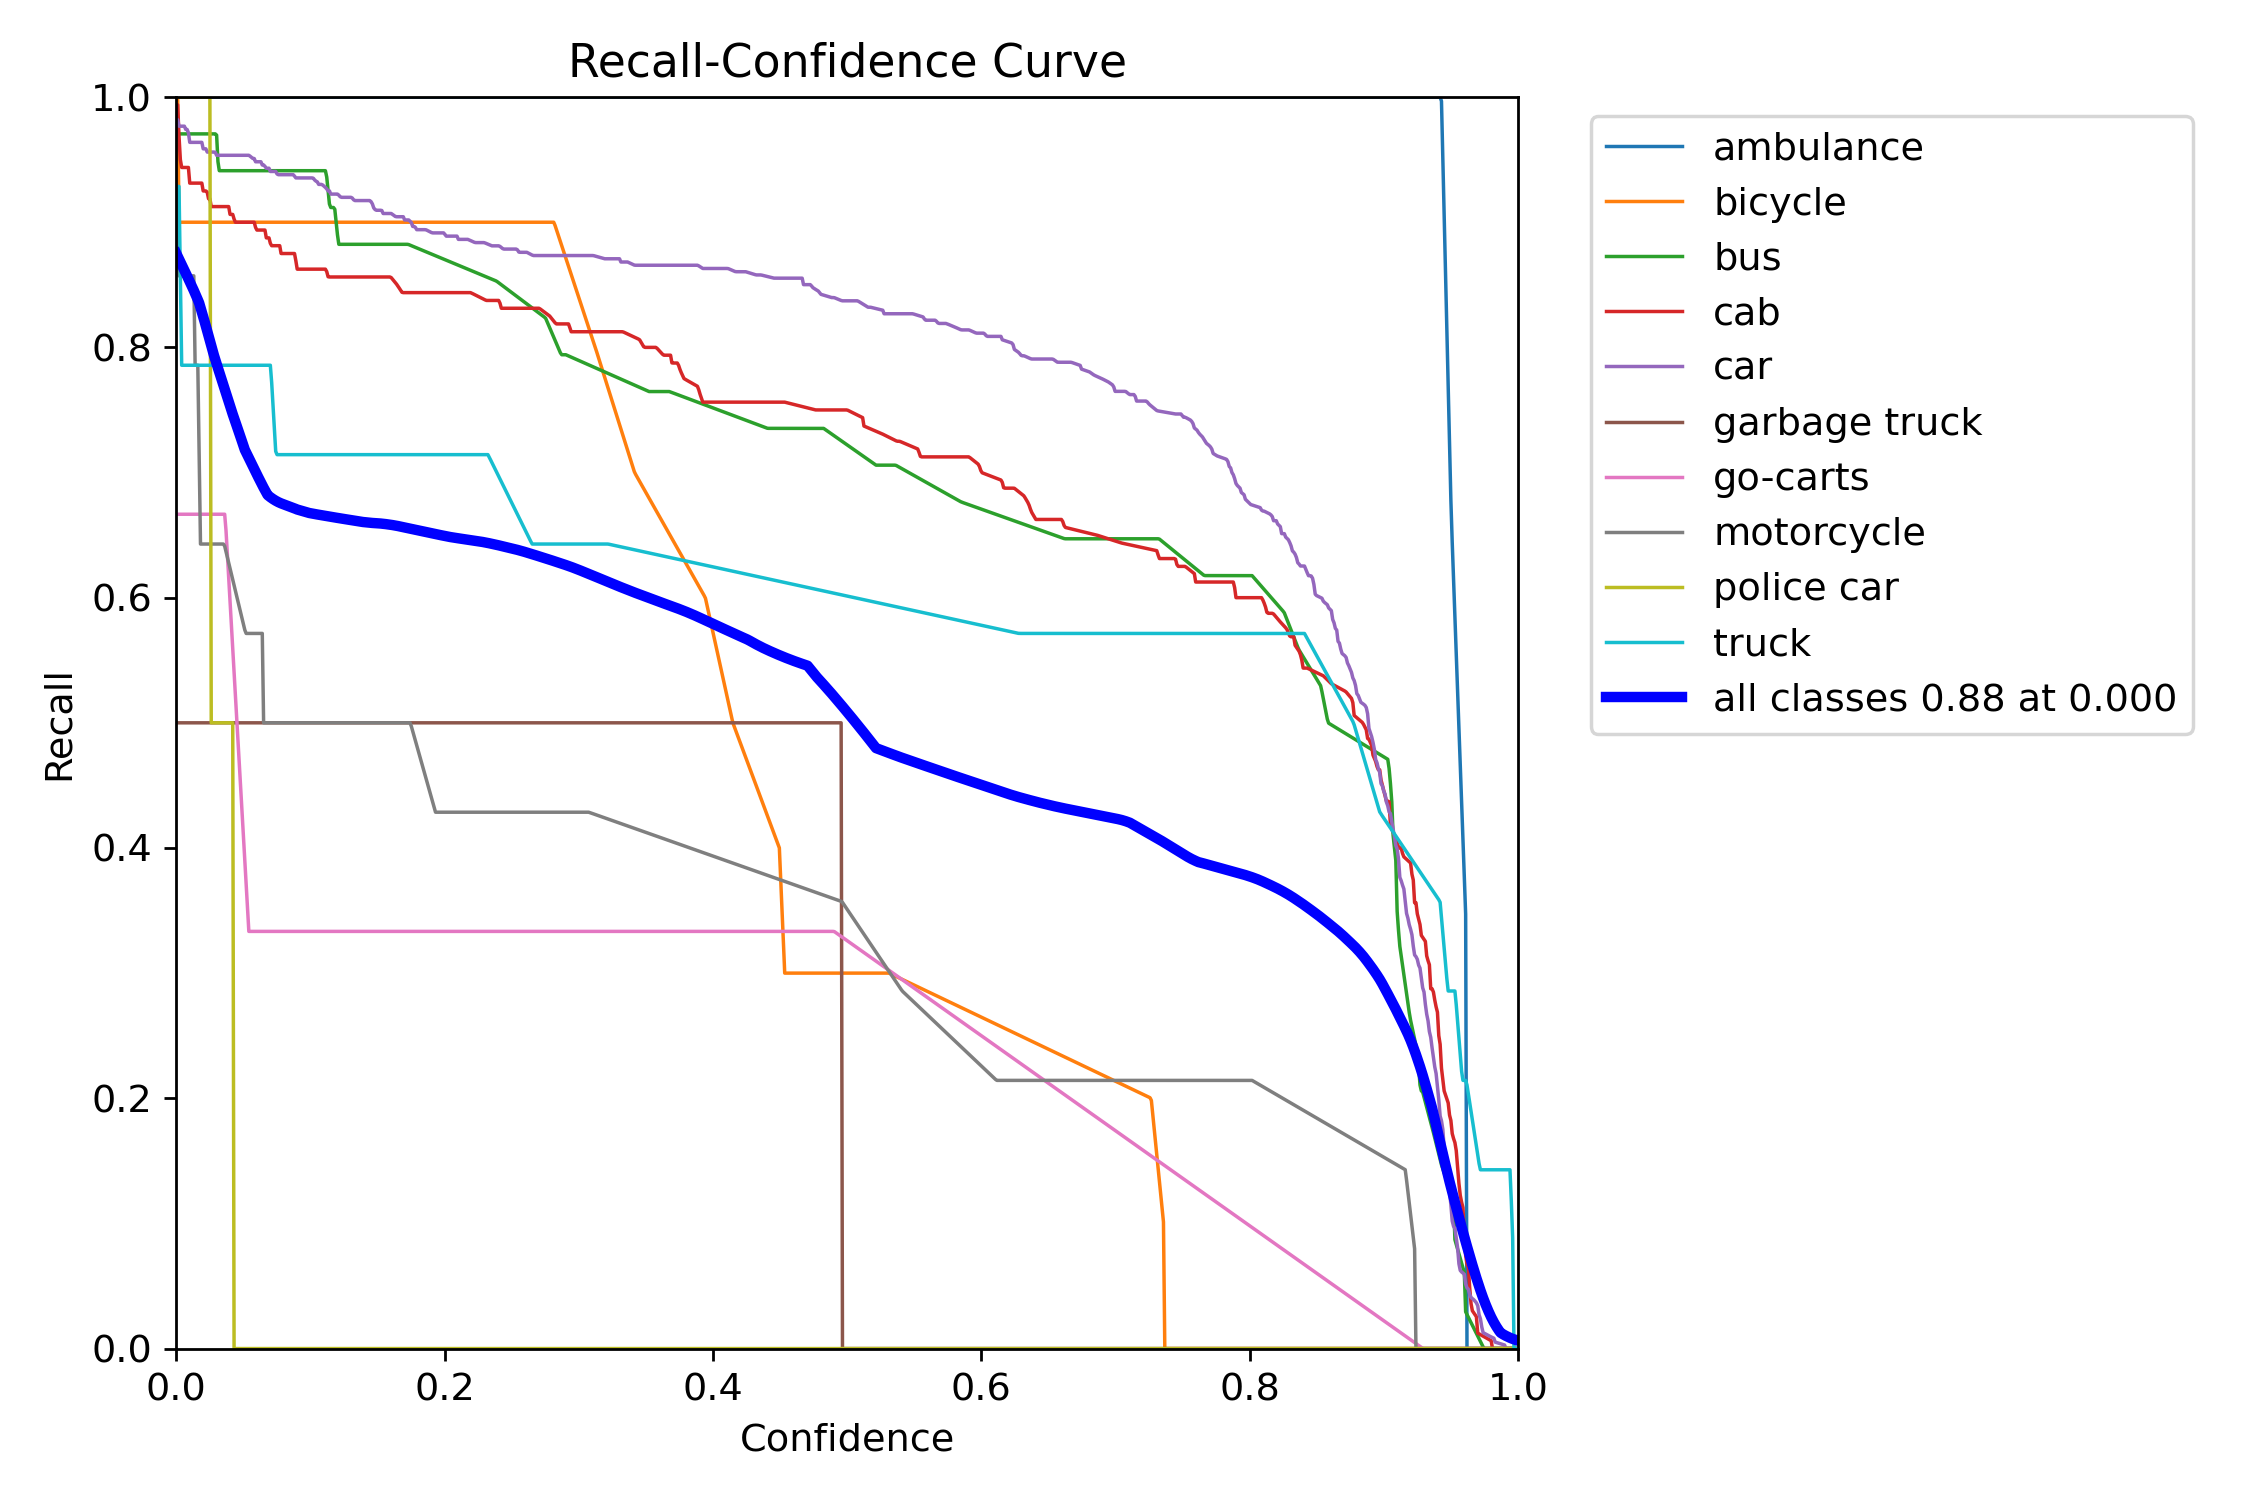 Recall-Confidence Curve
1.0
0.8
0.6
0.4
0.2
0.0
Recall
0.0 0.2 0.4 0.6 0.8 1.0
Confidence
ambulance
bicycle
bus
cab
car
garbage truck
go-carts
motorcycle
police car
truck
all classes 0.88 at 0.000